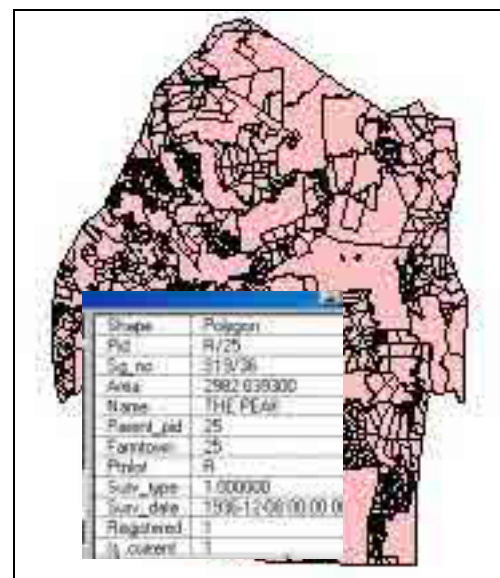 Shape Polygon
Pid R/25
Sg_no 313/36
Area 2982.039300
Name THE PEAK
Parent_pid 25
Farmtown 25
Ptnlot R
Surv_type 1.000000
Surv_date 1936-12-08 00:00:00
Registered 1
Is_current 1